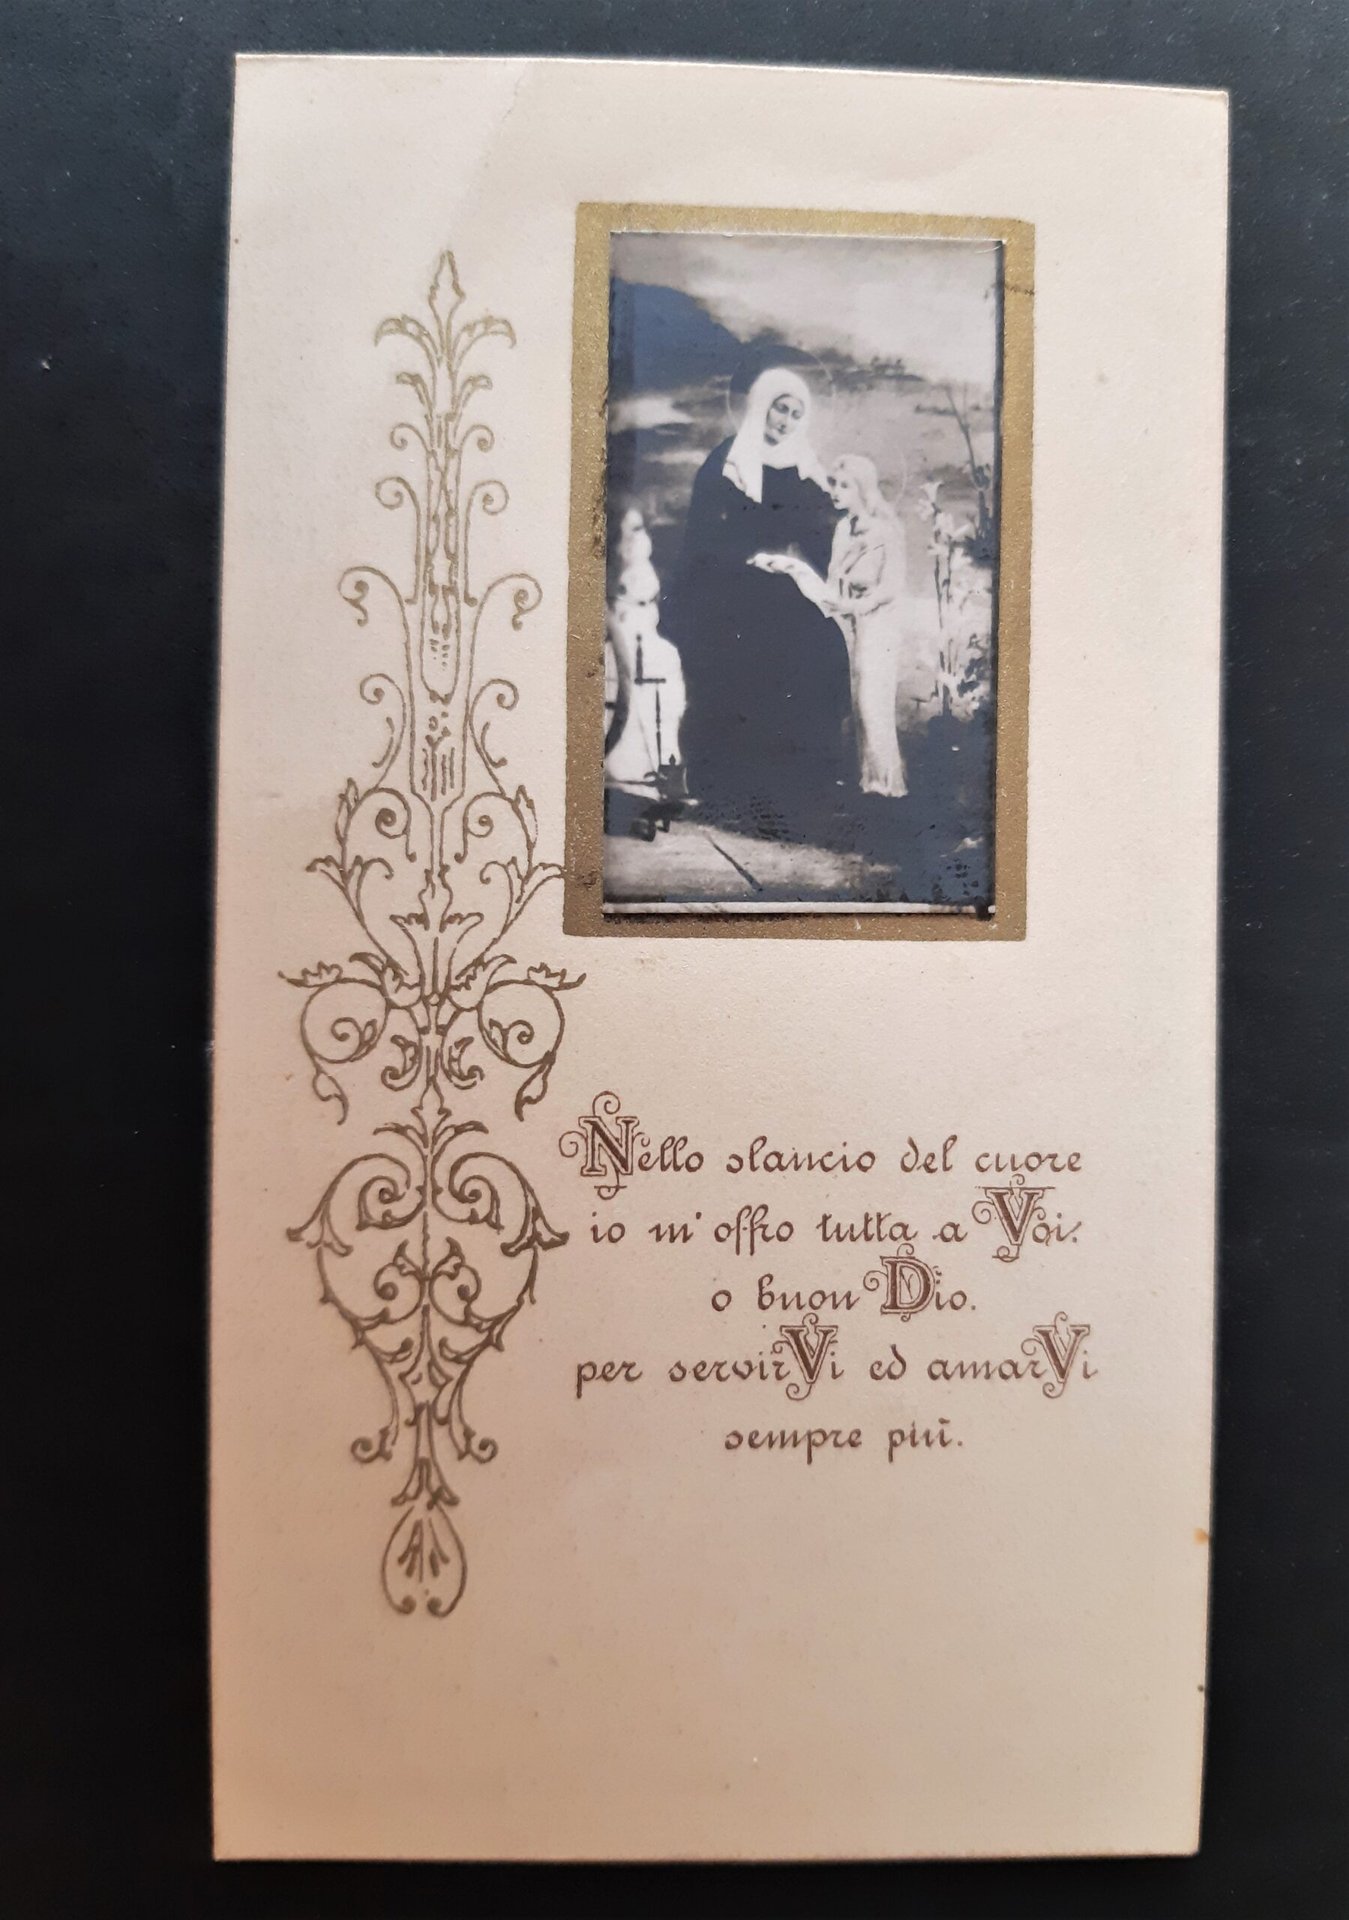 Nello slancio del cuore
io m'offro tutta a Voi.
o buon Dio.
per servirVi ed amarVi
sempre più.